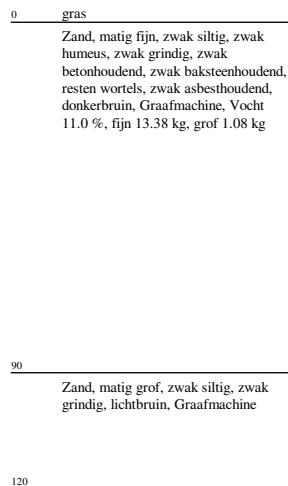 0 gras
Zand, matig fijn, zwak siltig, zwak
humeus, zwak grindig, zwak
betonhoudend, zwak baksteenhoudend,
resten wortels, zwak asbesthoudend,
donkerbruin, Graafmachine, Vocht
11.0 %, fijn 13.38 kg, grof 1.08 kg
90
Zand, matig grof, zwak siltig, zwak
grindig, lichtbruin, Graafmachine
120